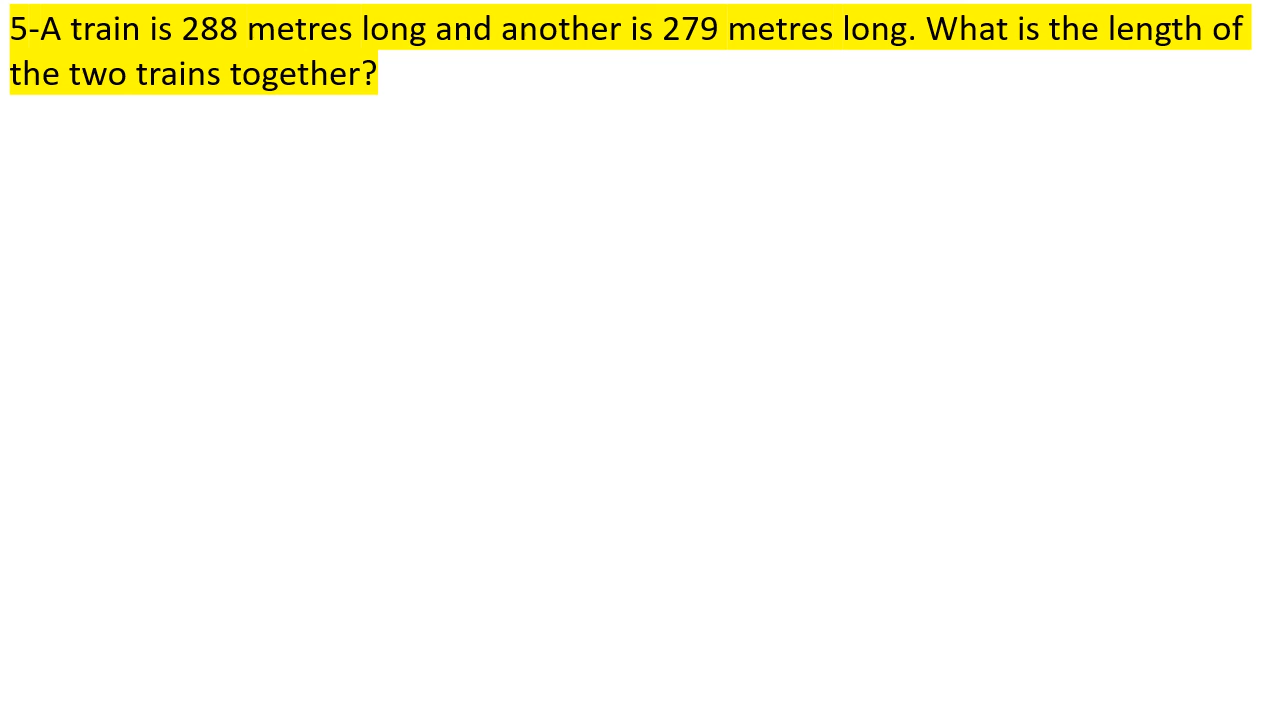 5-A train is 288 metres long and another is 279 metres long. What is the length of
the two trains together?